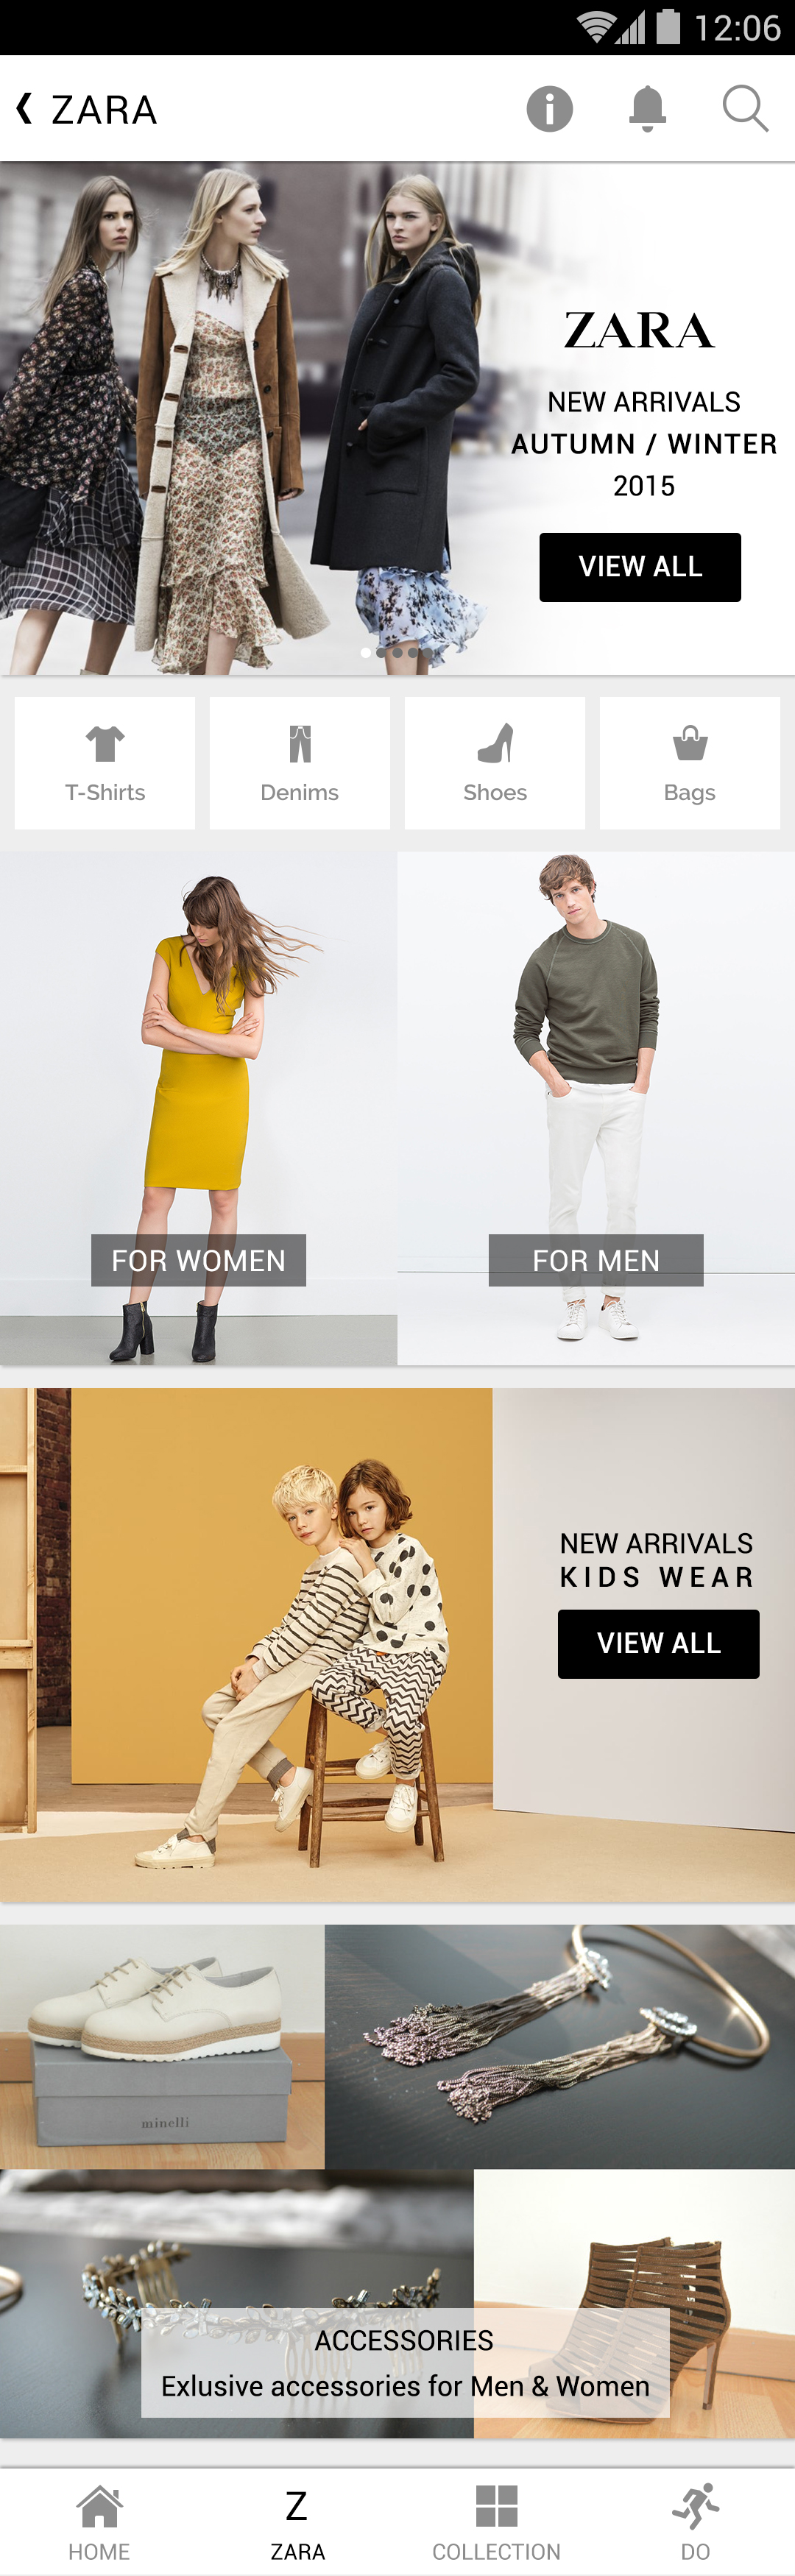 12:06
ZARA
ZARA
NEW ARRIVALS
AUTUMN / WINTER
2015
VIEW ALL
T-Shirts
Denims
Shoes
Bags
FOR WOMEN
FOR MEN
NEW ARRIVALS
KIDS WEAR
VIEW ALL
minelli
ACCESSORIES
Exlusive accessories for Men & Women
Z
HOME
ZARA
COLLECTION
DO